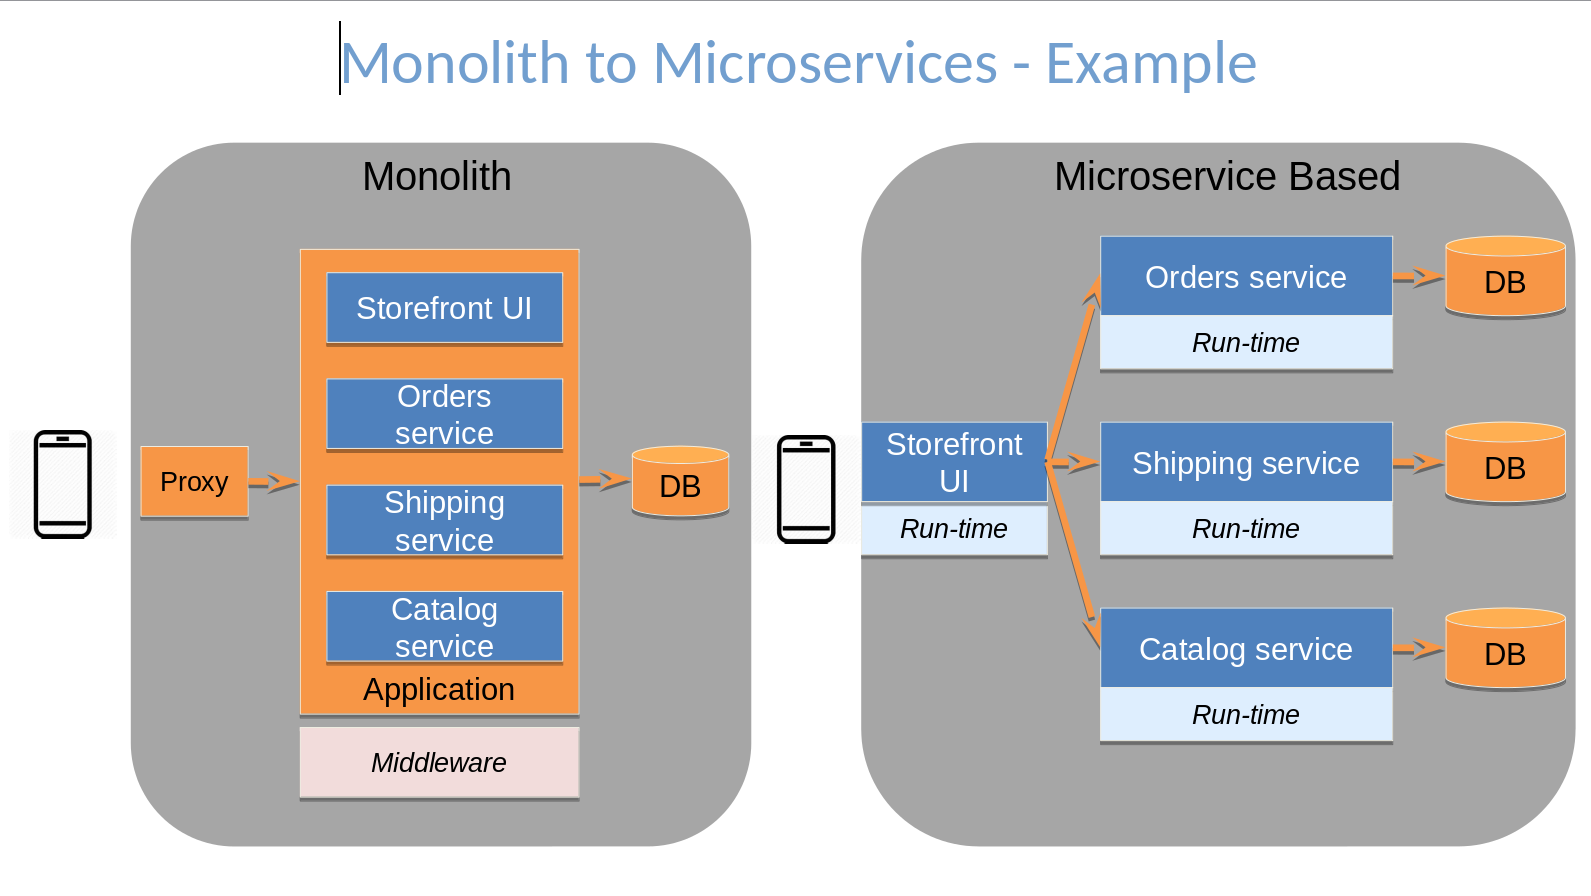 Monolith to Microservices - Example
Monolith
Storefront UI
Orders
service
Shipping
service
Catalog
service
Application
Middleware
Proxy
DB
Microservice Based
Storefront
UI
Run-time
Orders service
Run-time
DB
Shipping service
Run-time
DB
Catalog service
Run-time
DB